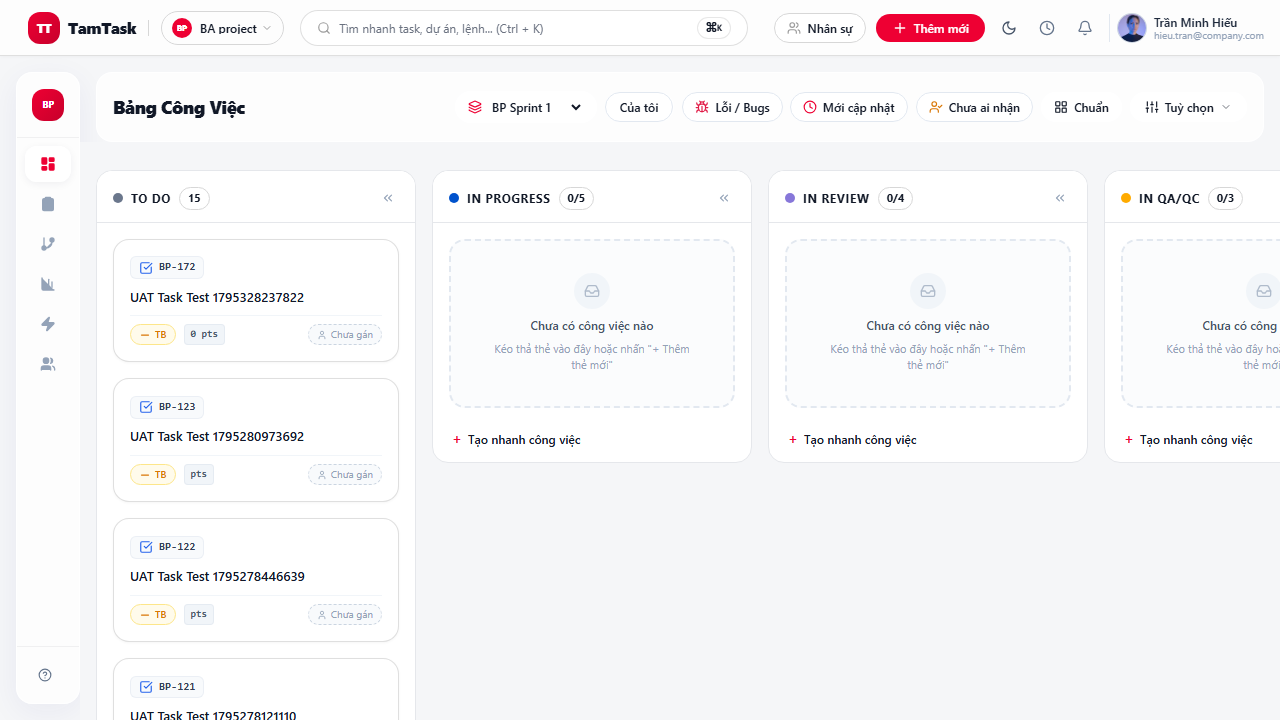 TT TamTask
BP BA project
Tìm nhanh task, dự án, lệnh... (Ctrl + K)
⌘K
Nhân sự
+ Thêm mới
Trần Minh Hiếu
hieu.tran@company.com
BP
Bảng Công Việc
BP Sprint 1
Của tôi
Lỗi / Bugs
Mới cập nhật
Chưa ai nhận
Chuẩn
Tuỳ chọn
TO DO 15
BP-172
UAT Task Test 1795328237822
TB
0 pts
Chưa gán
BP-123
UAT Task Test 1795280973692
TB
pts
Chưa gán
BP-122
UAT Task Test 1795278446639
TB
pts
Chưa gán
BP-121
UAT Task Test 1795278121110
IN PROGRESS 0/5
Chưa có công việc nào
Kéo thả thẻ vào đây hoặc nhấn "+ Thêm
thẻ mới"
+ Tạo nhanh công việc
IN REVIEW 0/4
Chưa có công việc nào
Kéo thả thẻ vào đây hoặc nhấn "+ Thêm
thẻ mới"
+ Tạo nhanh công việc
IN QA/QC 0/3
Chưa có công
Kéo thả thẻ vào đây ho
thẻ mới
+ Tạo nhanh công việc